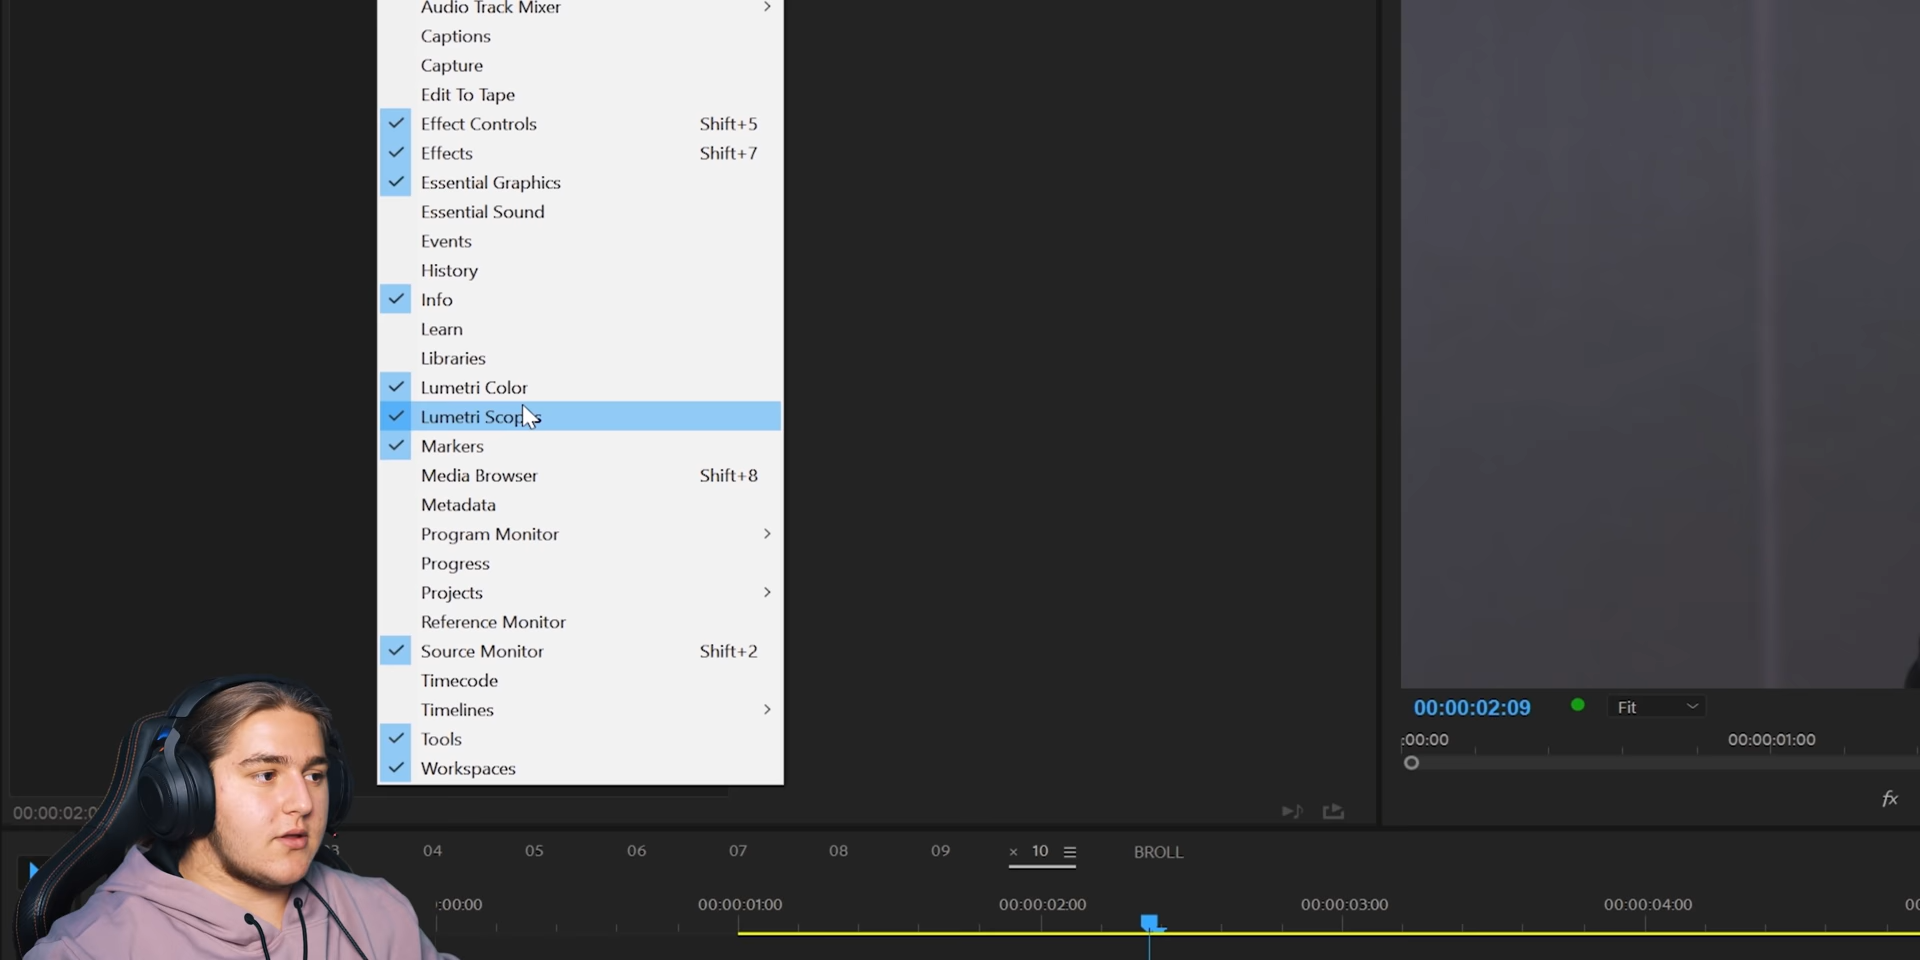 Audio Track Mixer
Captions
Capture
Edit To Tape
Effect Controls Shift+5
Effects Shift+7
Essential Graphics
Essential Sound
Events
History
Info
Learn
Libraries
Lumetri Color
Lumetri Scopes
Markers
Media Browser Shift+8
Metadata
Program Monitor
Progress
Projects
Reference Monitor
Source Monitor Shift+2
Timecode
Timelines
Tools
Workspaces
00:00:02:09 Fit
:00:00 00:00:01:00
fx
04 05 06 07 08 09 × 10 BROLL
:00:00 00:00:01:00 00:00:02:00 00:00:03:00 00:00:04:00